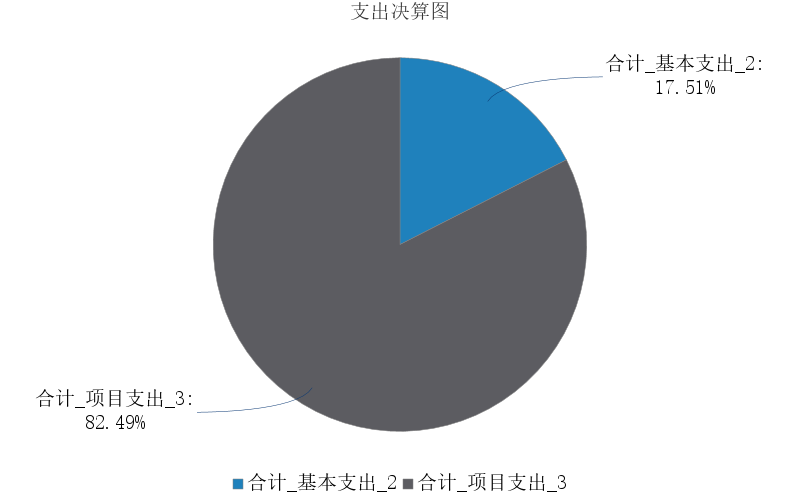 支出决算图
合计_基本支出_2:
17.51%
合计_项目支出_3:
82.49%
合计_基本支出_2 合计_项目支出_3